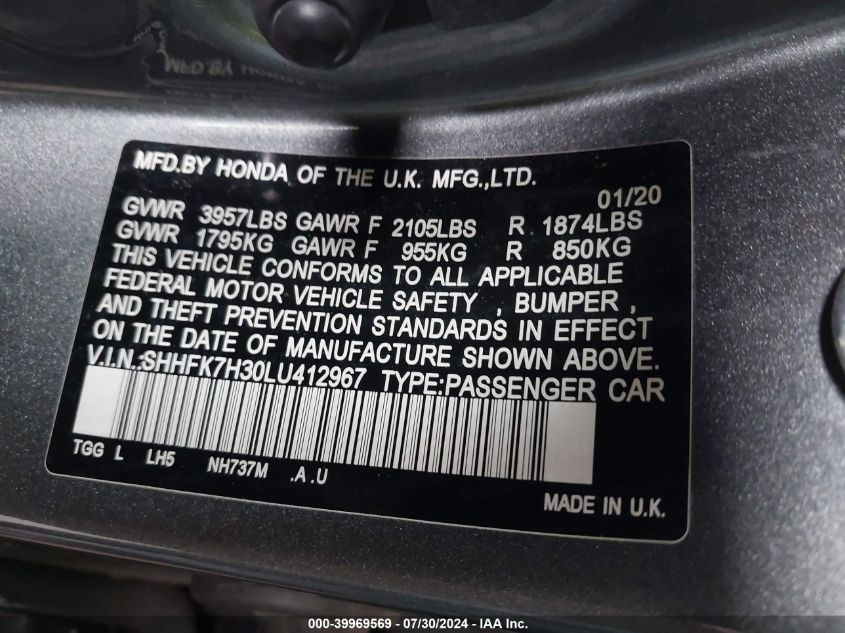 MFD.BY HONDA OF THE U.K. MFG.,LTD.
01/20
GVWR 3957LBS GAWR F 2105LBS R 1874LBS
GVWR 1795KG GAWR F 955KG R 850KG
THIS VEHICLE CONFORMS TO ALL APPLICABLE
FEDERAL MOTOR VEHICLE SAFETY , BUMPER ,
AND THEFT PREVENTION STANDARDS IN EFFECT
ON THE DATE OF MANUFACTURE SHOWN ABOVE.
V.I.N.:SHHFK7H30LU412967 TYPE:PASSENGER CAR
TGG L LH5 NH737M .A .U
MADE IN U.K.
000-39969569 / 07/30/2024 - IAA Inc.